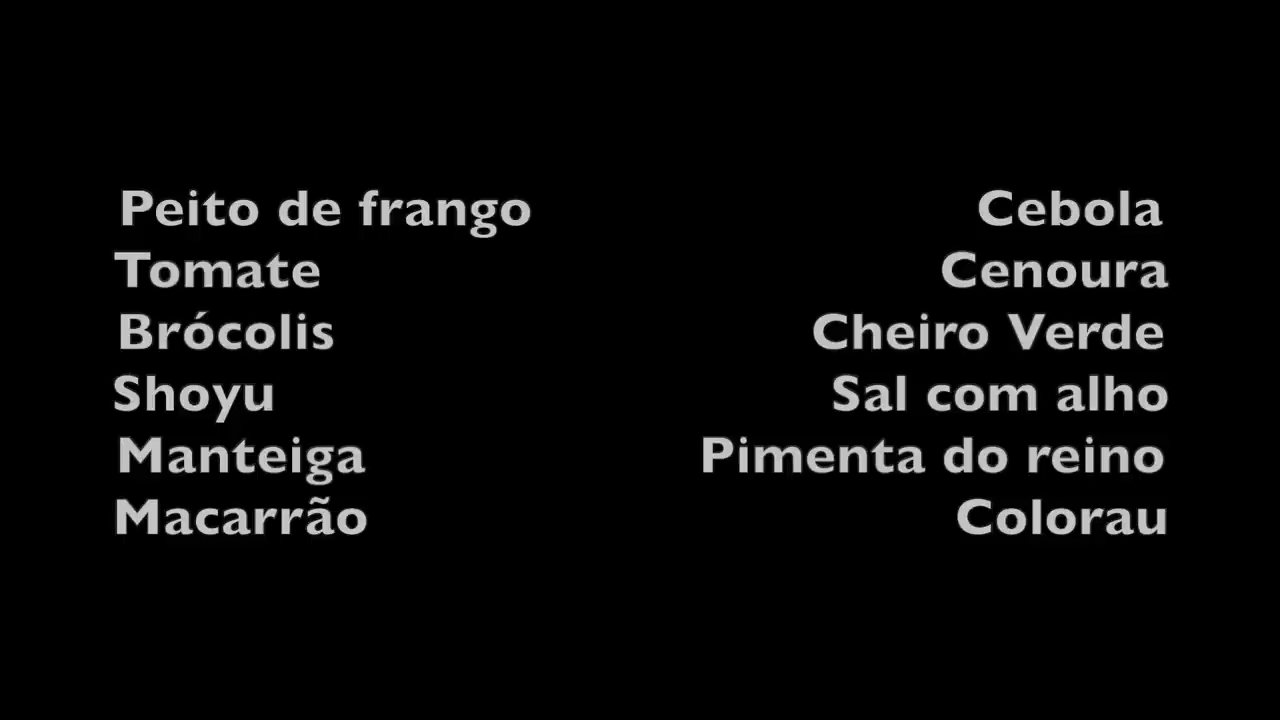 Peito de frango
Tomate
Brócolis
Shoyu
Manteiga
Macarrão
Cebola
Cenoura
Cheiro Verde
Sal com alho
Pimenta do reino
Colorau